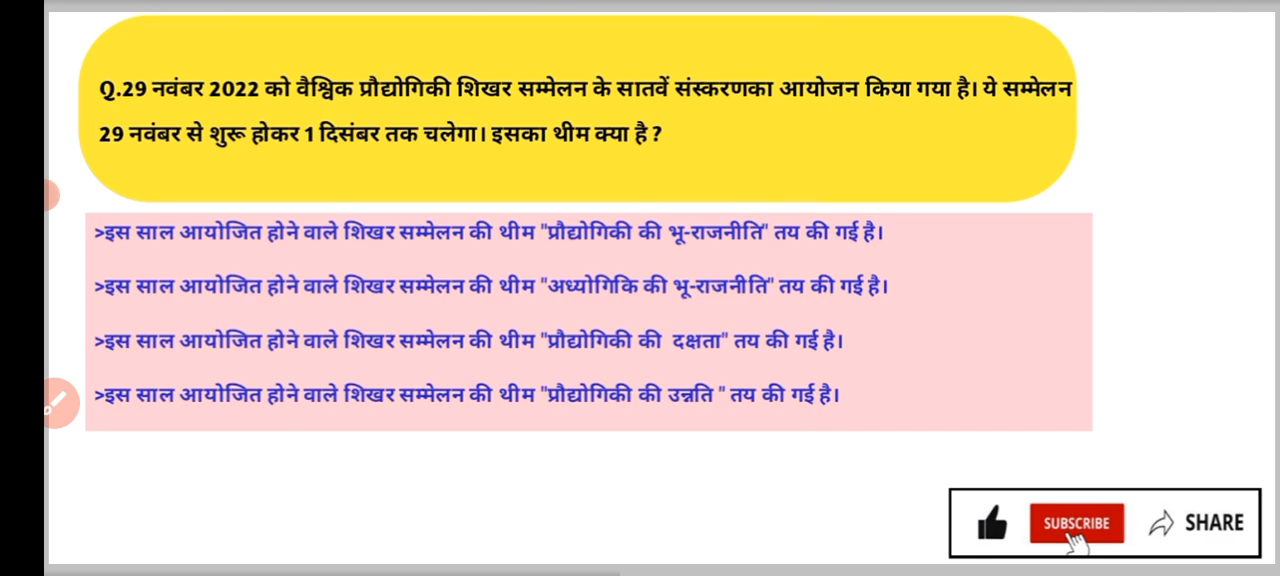 Q.29 नवंबर 2022 को वैश्विक प्रौद्योगिकी शिखर सम्मेलन के सातवें संस्करणका आयोजन किया गया है। ये सम्मेलन
29 नवंबर से शुरू होकर 1 दिसंबर तक चलेगा। इसका थीम क्या है ?
>इस साल आयोजित होने वाले शिखर सम्मेलन की थीम "प्रौद्योगिकी की भू-राजनीति" तय की गई है।
>इस साल आयोजित होने वाले शिखर सम्मेलन की थीम "अध्योगिकि की भू-राजनीति" तय की गई है।
>इस साल आयोजित होने वाले शिखर सम्मेलन की थीम "प्रौद्योगिकी की दक्षता" तय की गई है।
>इस साल आयोजित होने वाले शिखर सम्मेलन की थीम "प्रौद्योगिकी की उन्नति " तय की गई है।
SUBSCRIBE SHARE